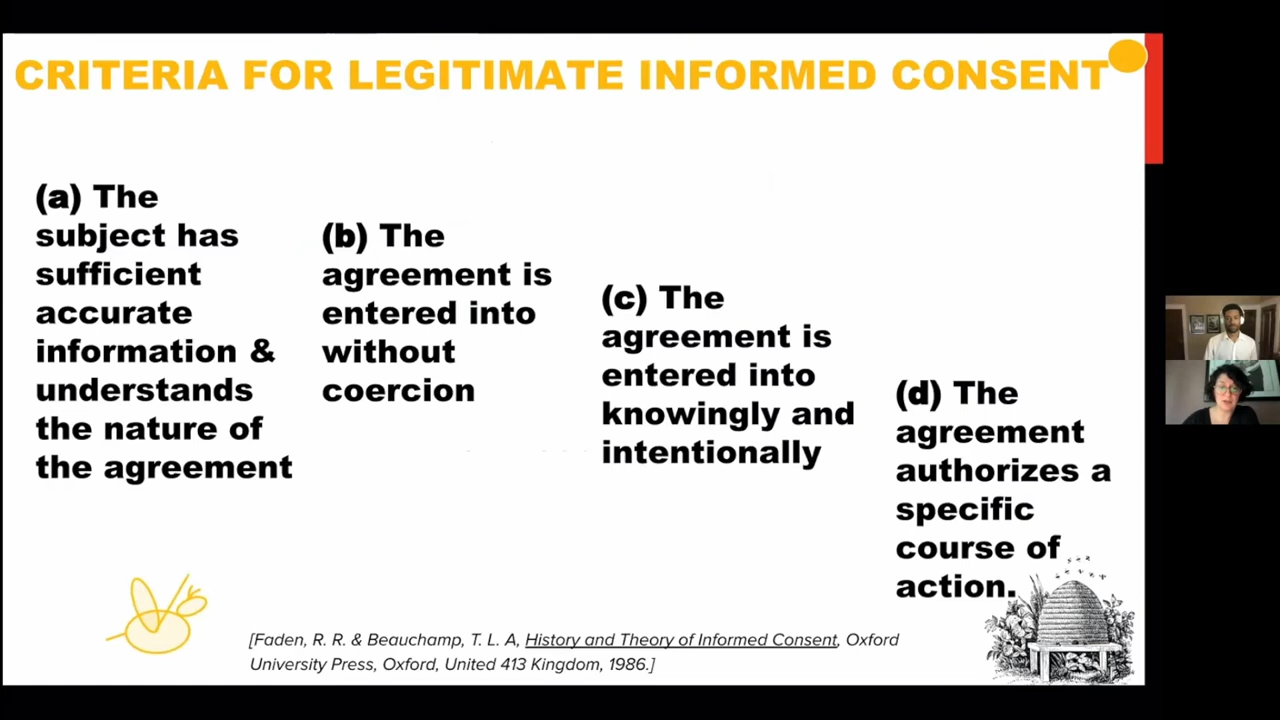 CRITERIA FOR LEGITIMATE INFORMED CONSENT
(a) The
subject has
sufficient
accurate
information &
understands
the nature of
the agreement
(b) The
agreement is
entered into
without
coercion
(c) The
agreement is
entered into
knowingly and
intentionally
(d) The
agreement
authorizes a
specific
course of
action.
[Faden, R. R. & Beauchamp, T. L. A, History and Theory of Informed Consent, Oxford
University Press, Oxford, United 413 Kingdom, 1986.]